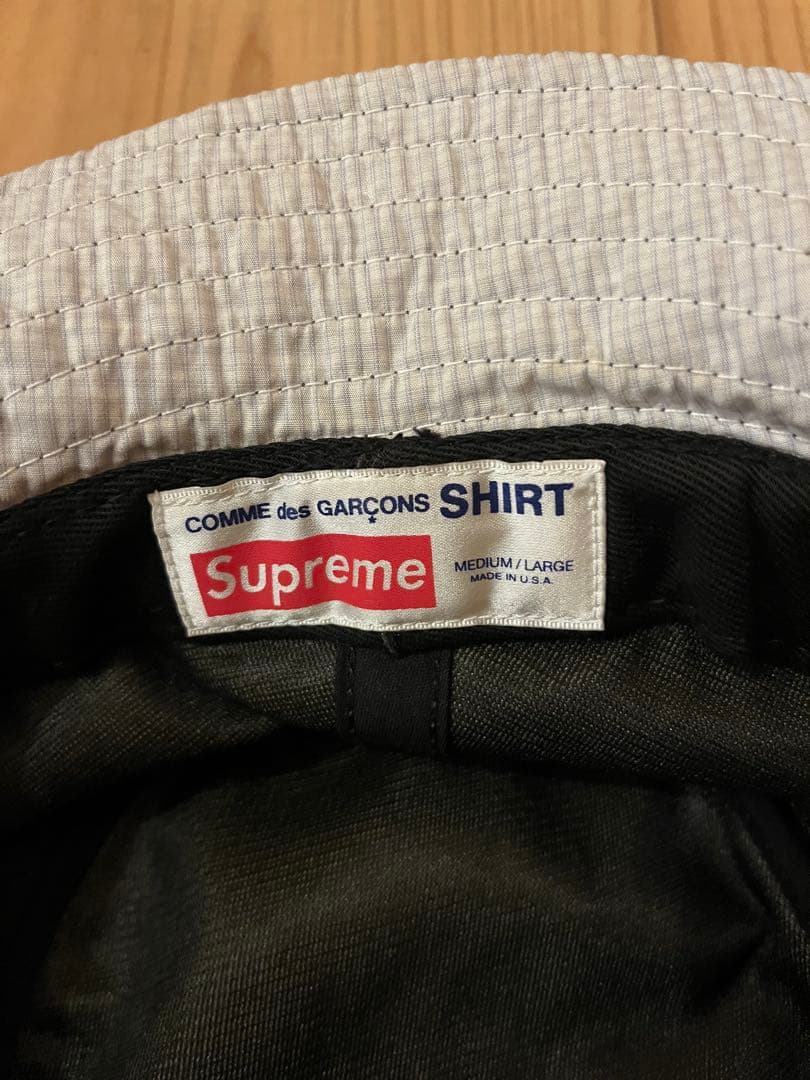 COMME des GARÇONS SHIRT
Supreme
MEDIUM / LARGE
MADE IN U.S.A.